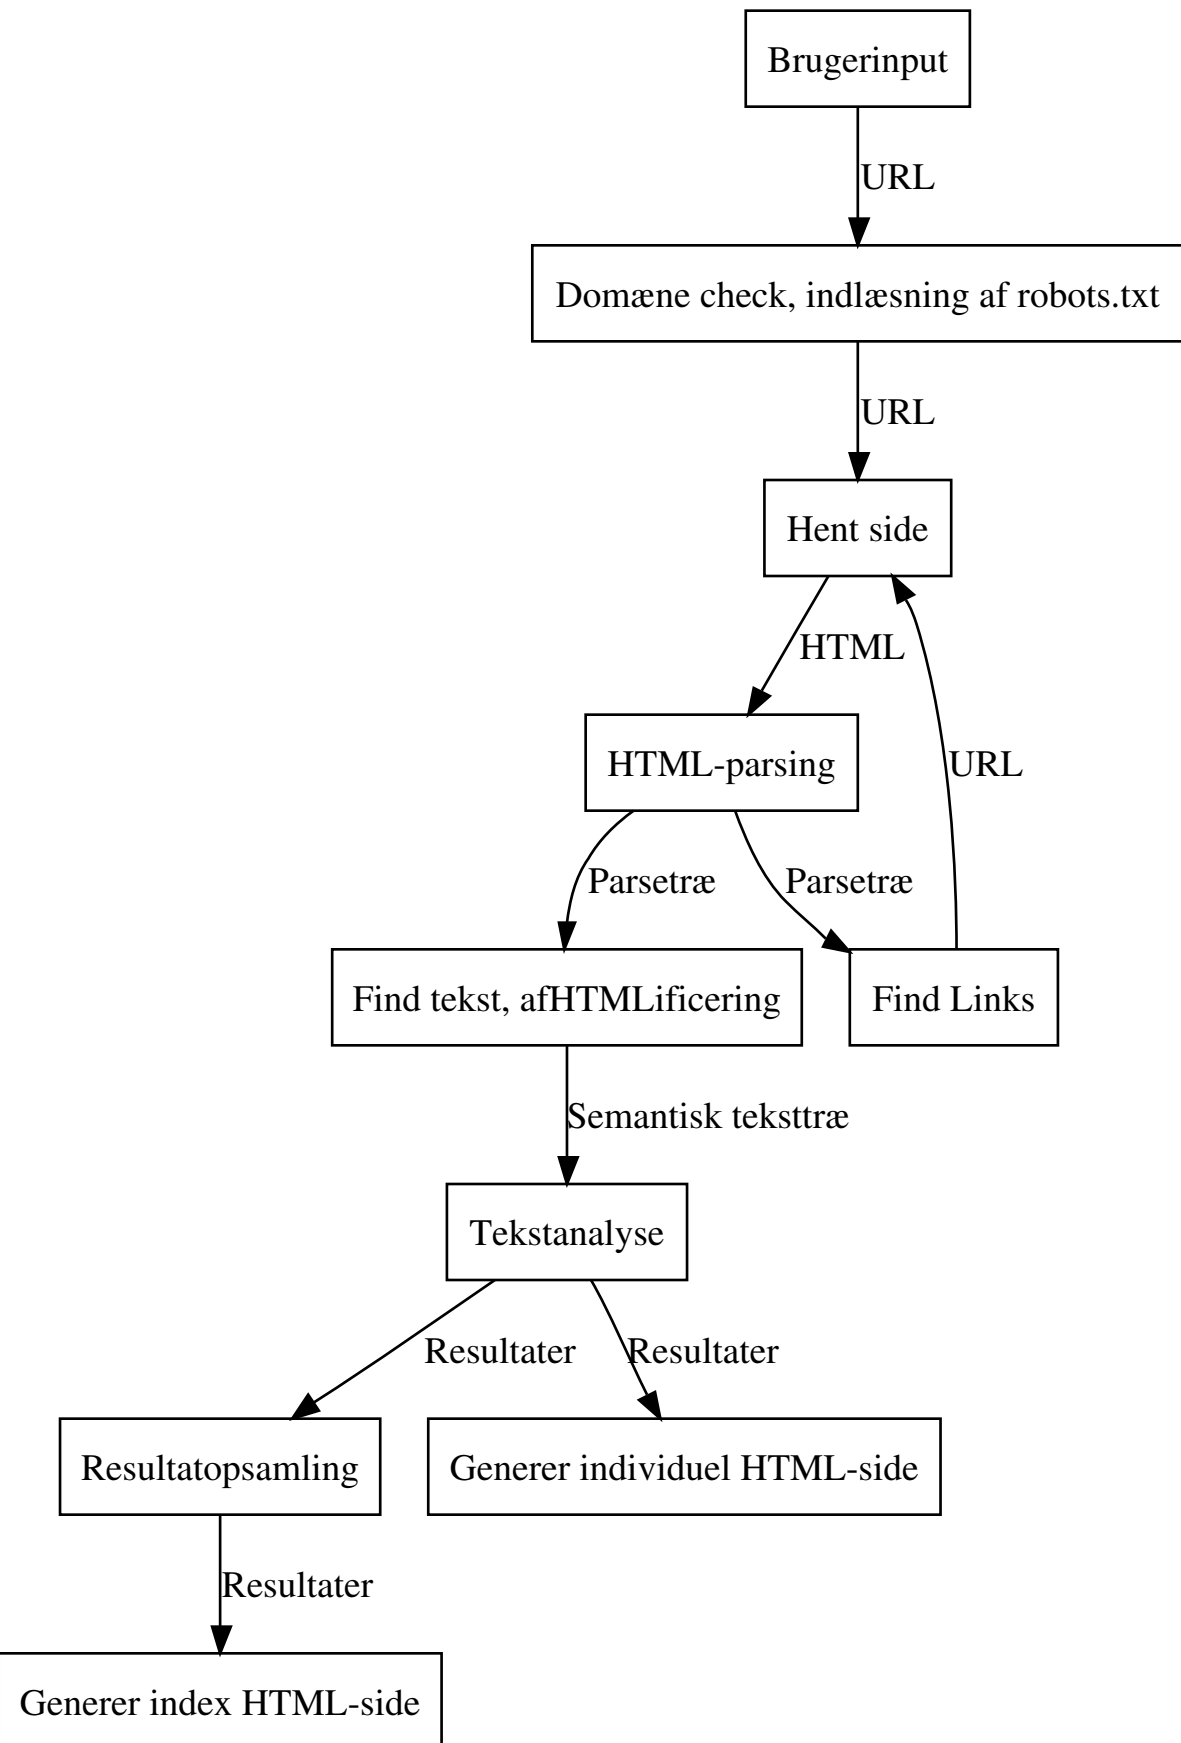 Brugerinput
URL
Domæne check, indlæsning af robots.txt
URL
Hent side
HTML
HTML-parsing
URL
Parsetræ
Parsetræ
Find tekst, afHTMLificering
Find Links
Semantisk teksttræ
Tekstanalyse
Resultater
Resultater
Resultatopsamling
Generer individuel HTML-side
Resultater
Generer index HTML-side